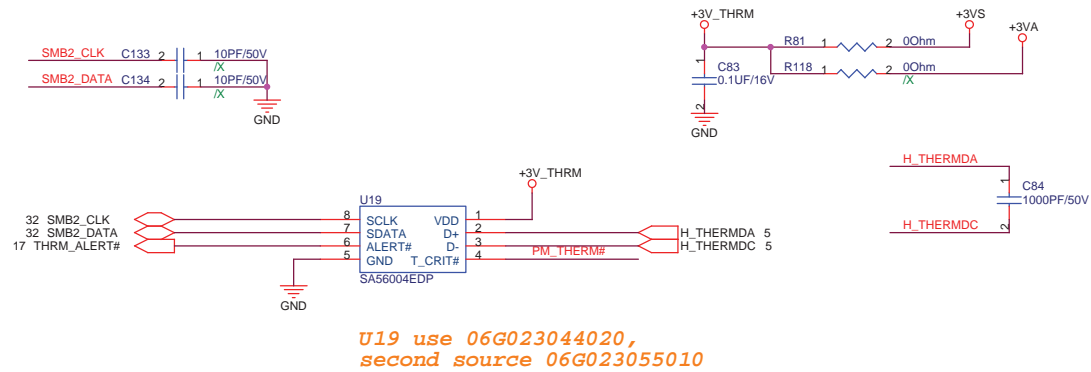 SMB2_CLK C133 2 1 10PF/50V
/X
SMB2_DATA C134 2 1 10PF/50V
/X
GND
+3V_THRM +3VS
+3VA
R81 1 2 0Ohm
R118 1 2 0Ohm
/X
1
C83
0.1UF/16V
2
GND
H_THERMDA
1
C84
1000PF/50V
H_THERMDC
2
+3V_THRM
U19
32 SMB2_CLK 8 SCLK VDD 1
32 SMB2_DATA 7 SDATA D+ 2 H_THERMDA 5
17 THRM_ALERT# 6 ALERT# D- 3 H_THERMDC 5
5 GND T_CRIT# 4 PM_THERM#
SA56004EDP
GND
U19 use 06G023044020,
second source 06G023055010